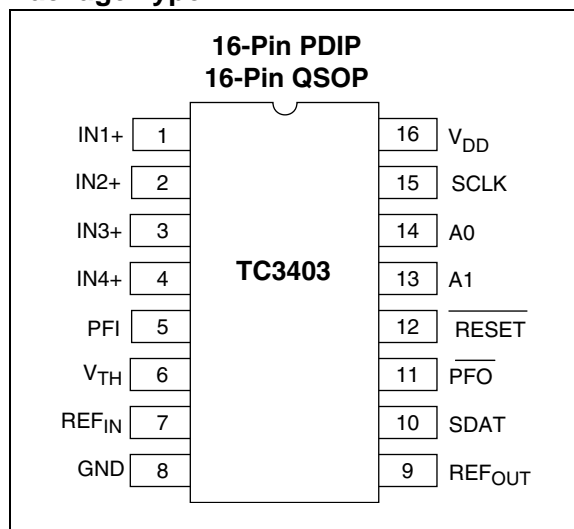 16-Pin PDIP
16-Pin QSOP
IN1+ 1 16 VDD
IN2+ 2 15 SCLK
IN3+ 3 14 A0
IN4+ 4 TC3403 13 A1
PFI 5 12 RESET
VTH 6 11 PFO
REFIN 7 10 SDAT
GND 8 9 REFOUT